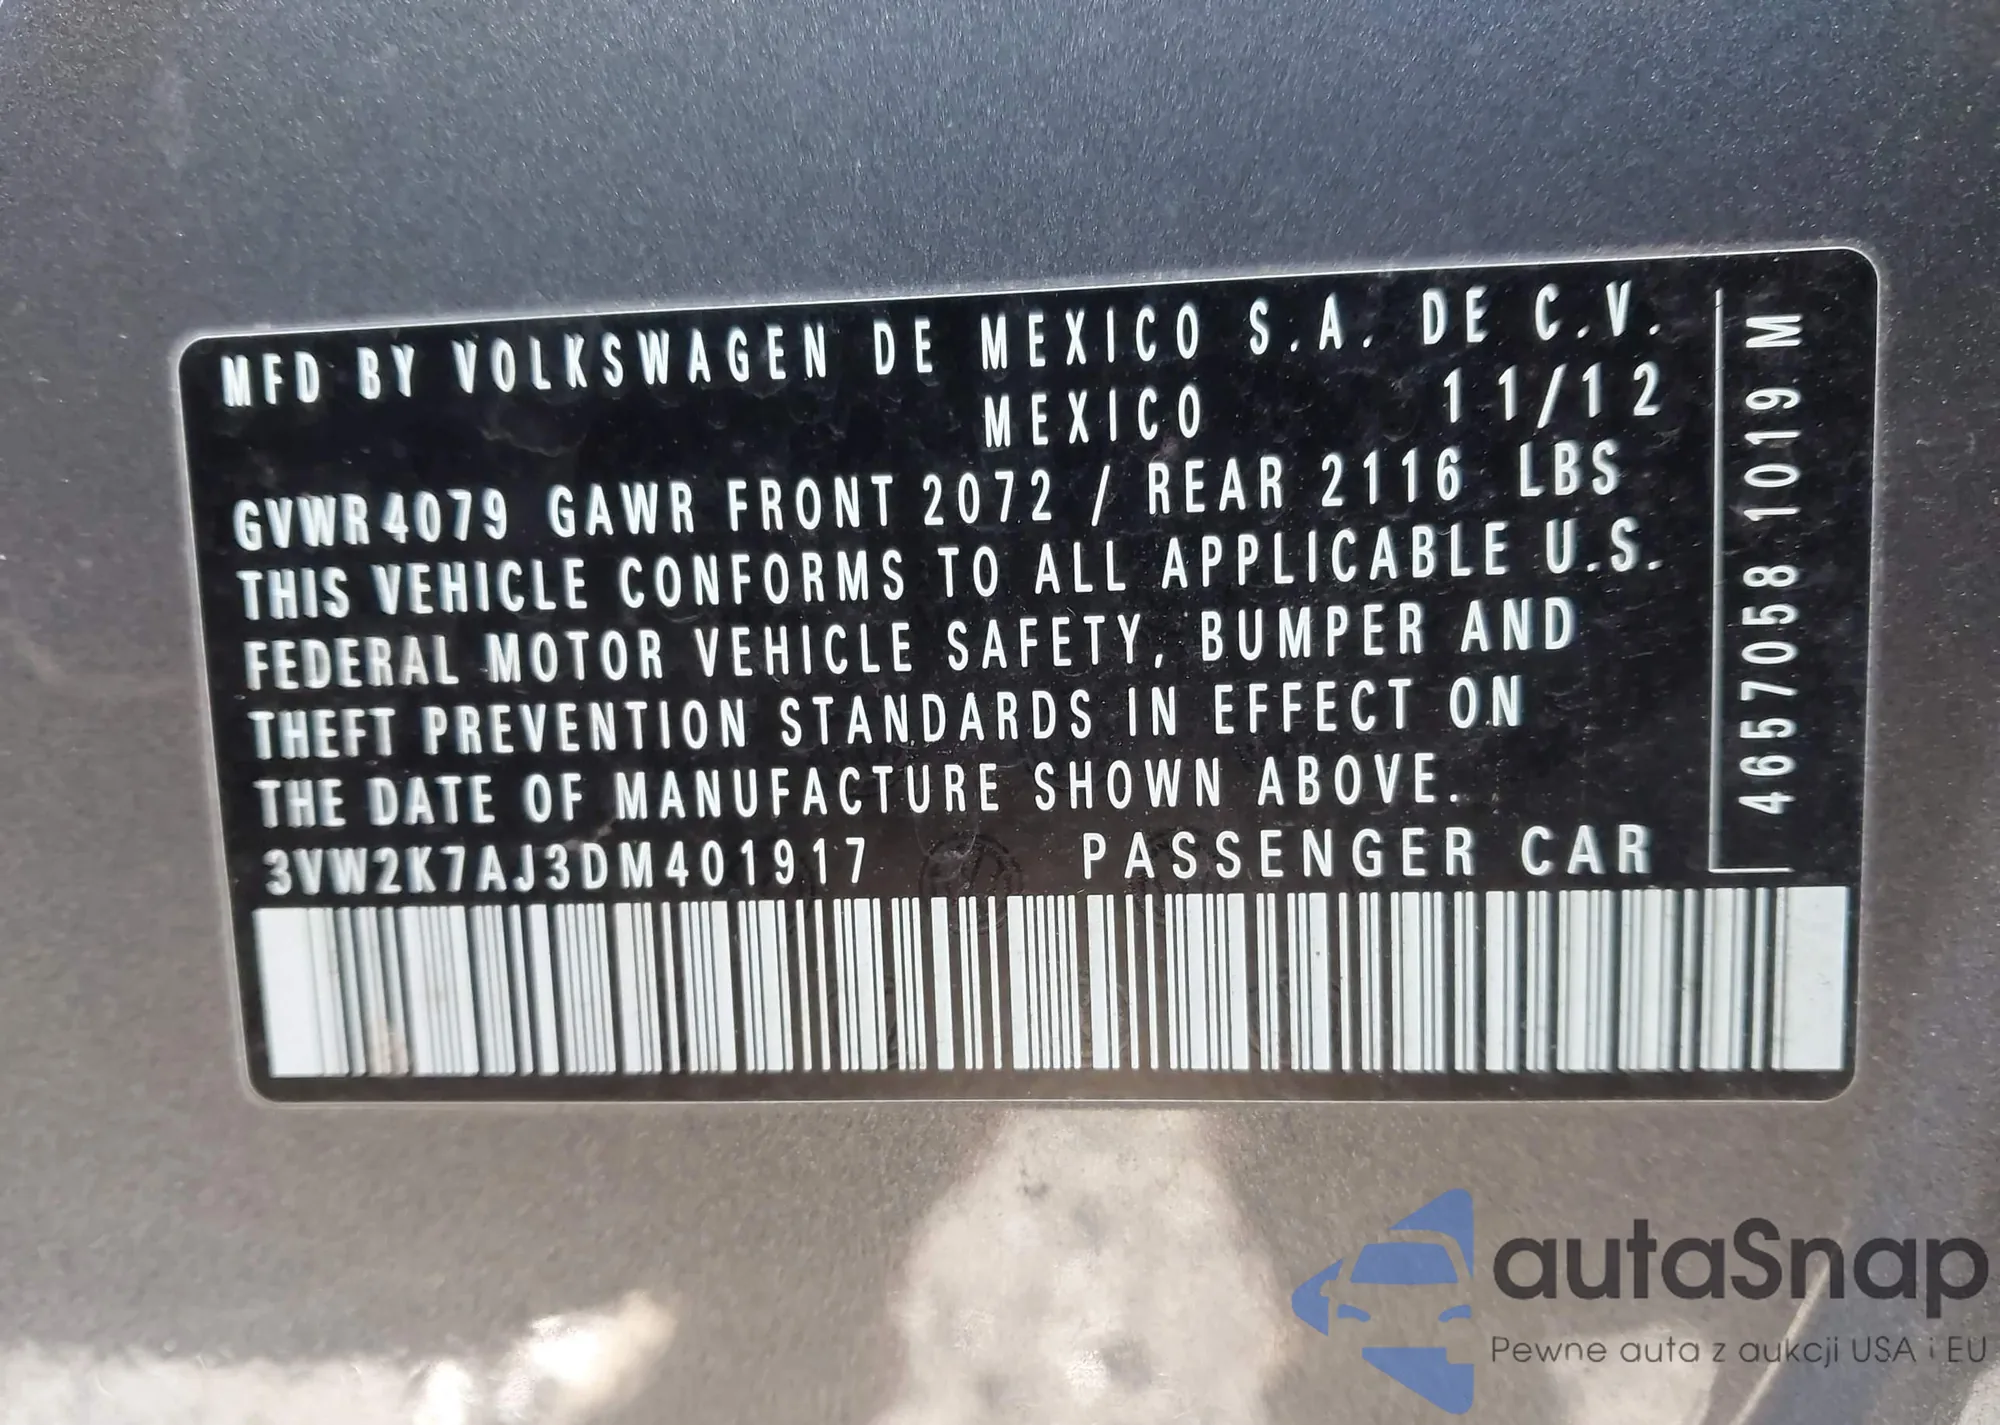 MFD BY VOLKSWAGEN DE MEXICO S.A. DE C.V.
MEXICO 11/12
GVWR 4079 GAWR FRONT 2072 / REAR 2116 LBS
THIS VEHICLE CONFORMS TO ALL APPLICABLE U.S.
FEDERAL MOTOR VEHICLE SAFETY, BUMPER AND
THEFT PREVENTION STANDARDS IN EFFECT ON
THE DATE OF MANUFACTURE SHOWN ABOVE.
3VW2K7AJ3DM401917 PASSENGER CAR
4657058 1019 M
autaSnap
Pewne auta z aukcji USA i EU